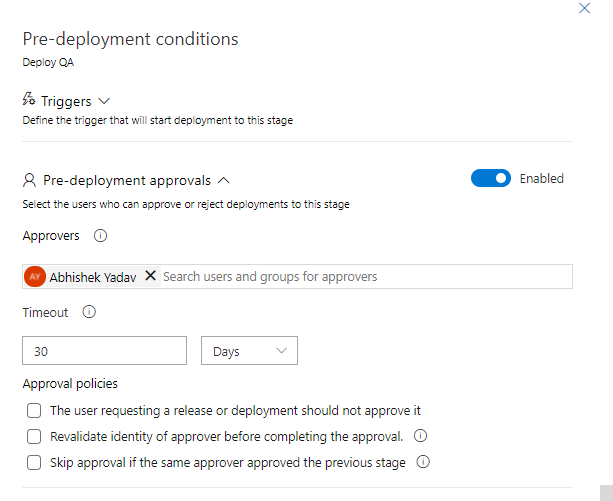 Pre-deployment conditions
Deploy QA
Triggers
Define the trigger that will start deployment to this stage
Pre-deployment approvals
Enabled
Select the users who can approve or reject deployments to this stage
Approvers
AY Abhishek Yadav Search users and groups for approvers
Timeout
30 Days
Approval policies
The user requesting a release or deployment should not approve it
Revalidate identity of approver before completing the approval.
Skip approval if the same approver approved the previous stage